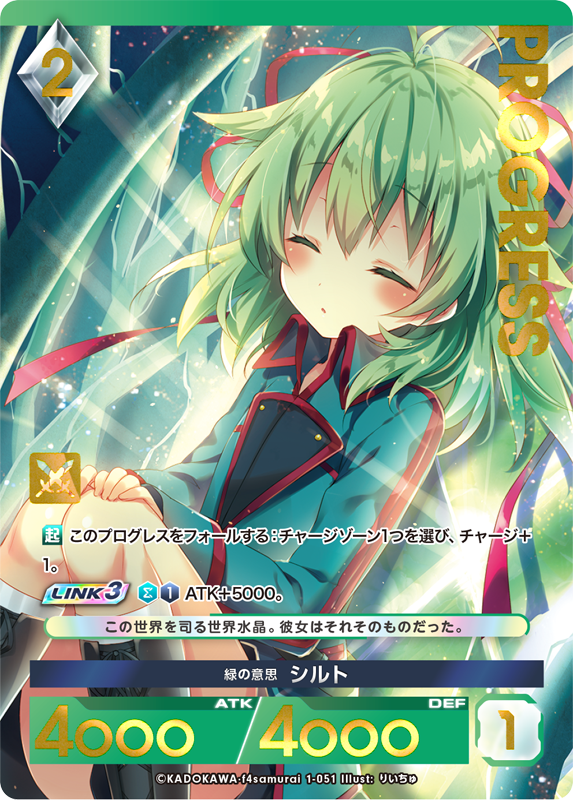 2
PROGRESS
起 このプログレスをフォールする：チャージゾーン1つを選び、チャージ＋
1。
LINK3 Σ 1 ATK+5000。
この世界を司る世界水晶。彼女はそれそのものだった。
緑の意思 シルト
ATK DEF
4000 4000 1
©KADOKAWA·f4samurai 1-051 Illust: りいちゅ